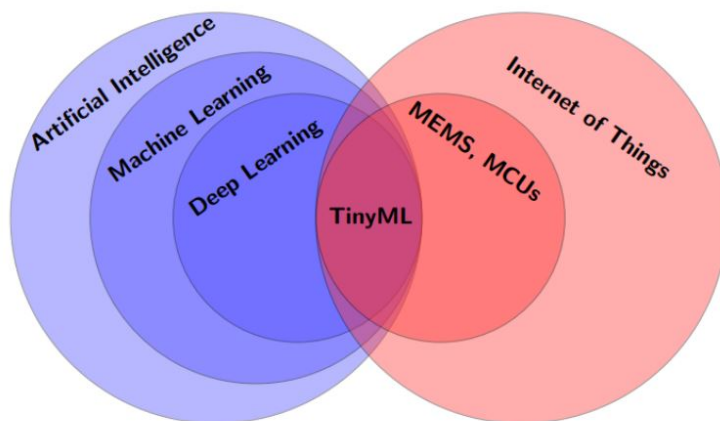 Artificial Intelligence
Machine Learning
Deep Learning
TinyML
MEMS, MCUs
Internet of Things